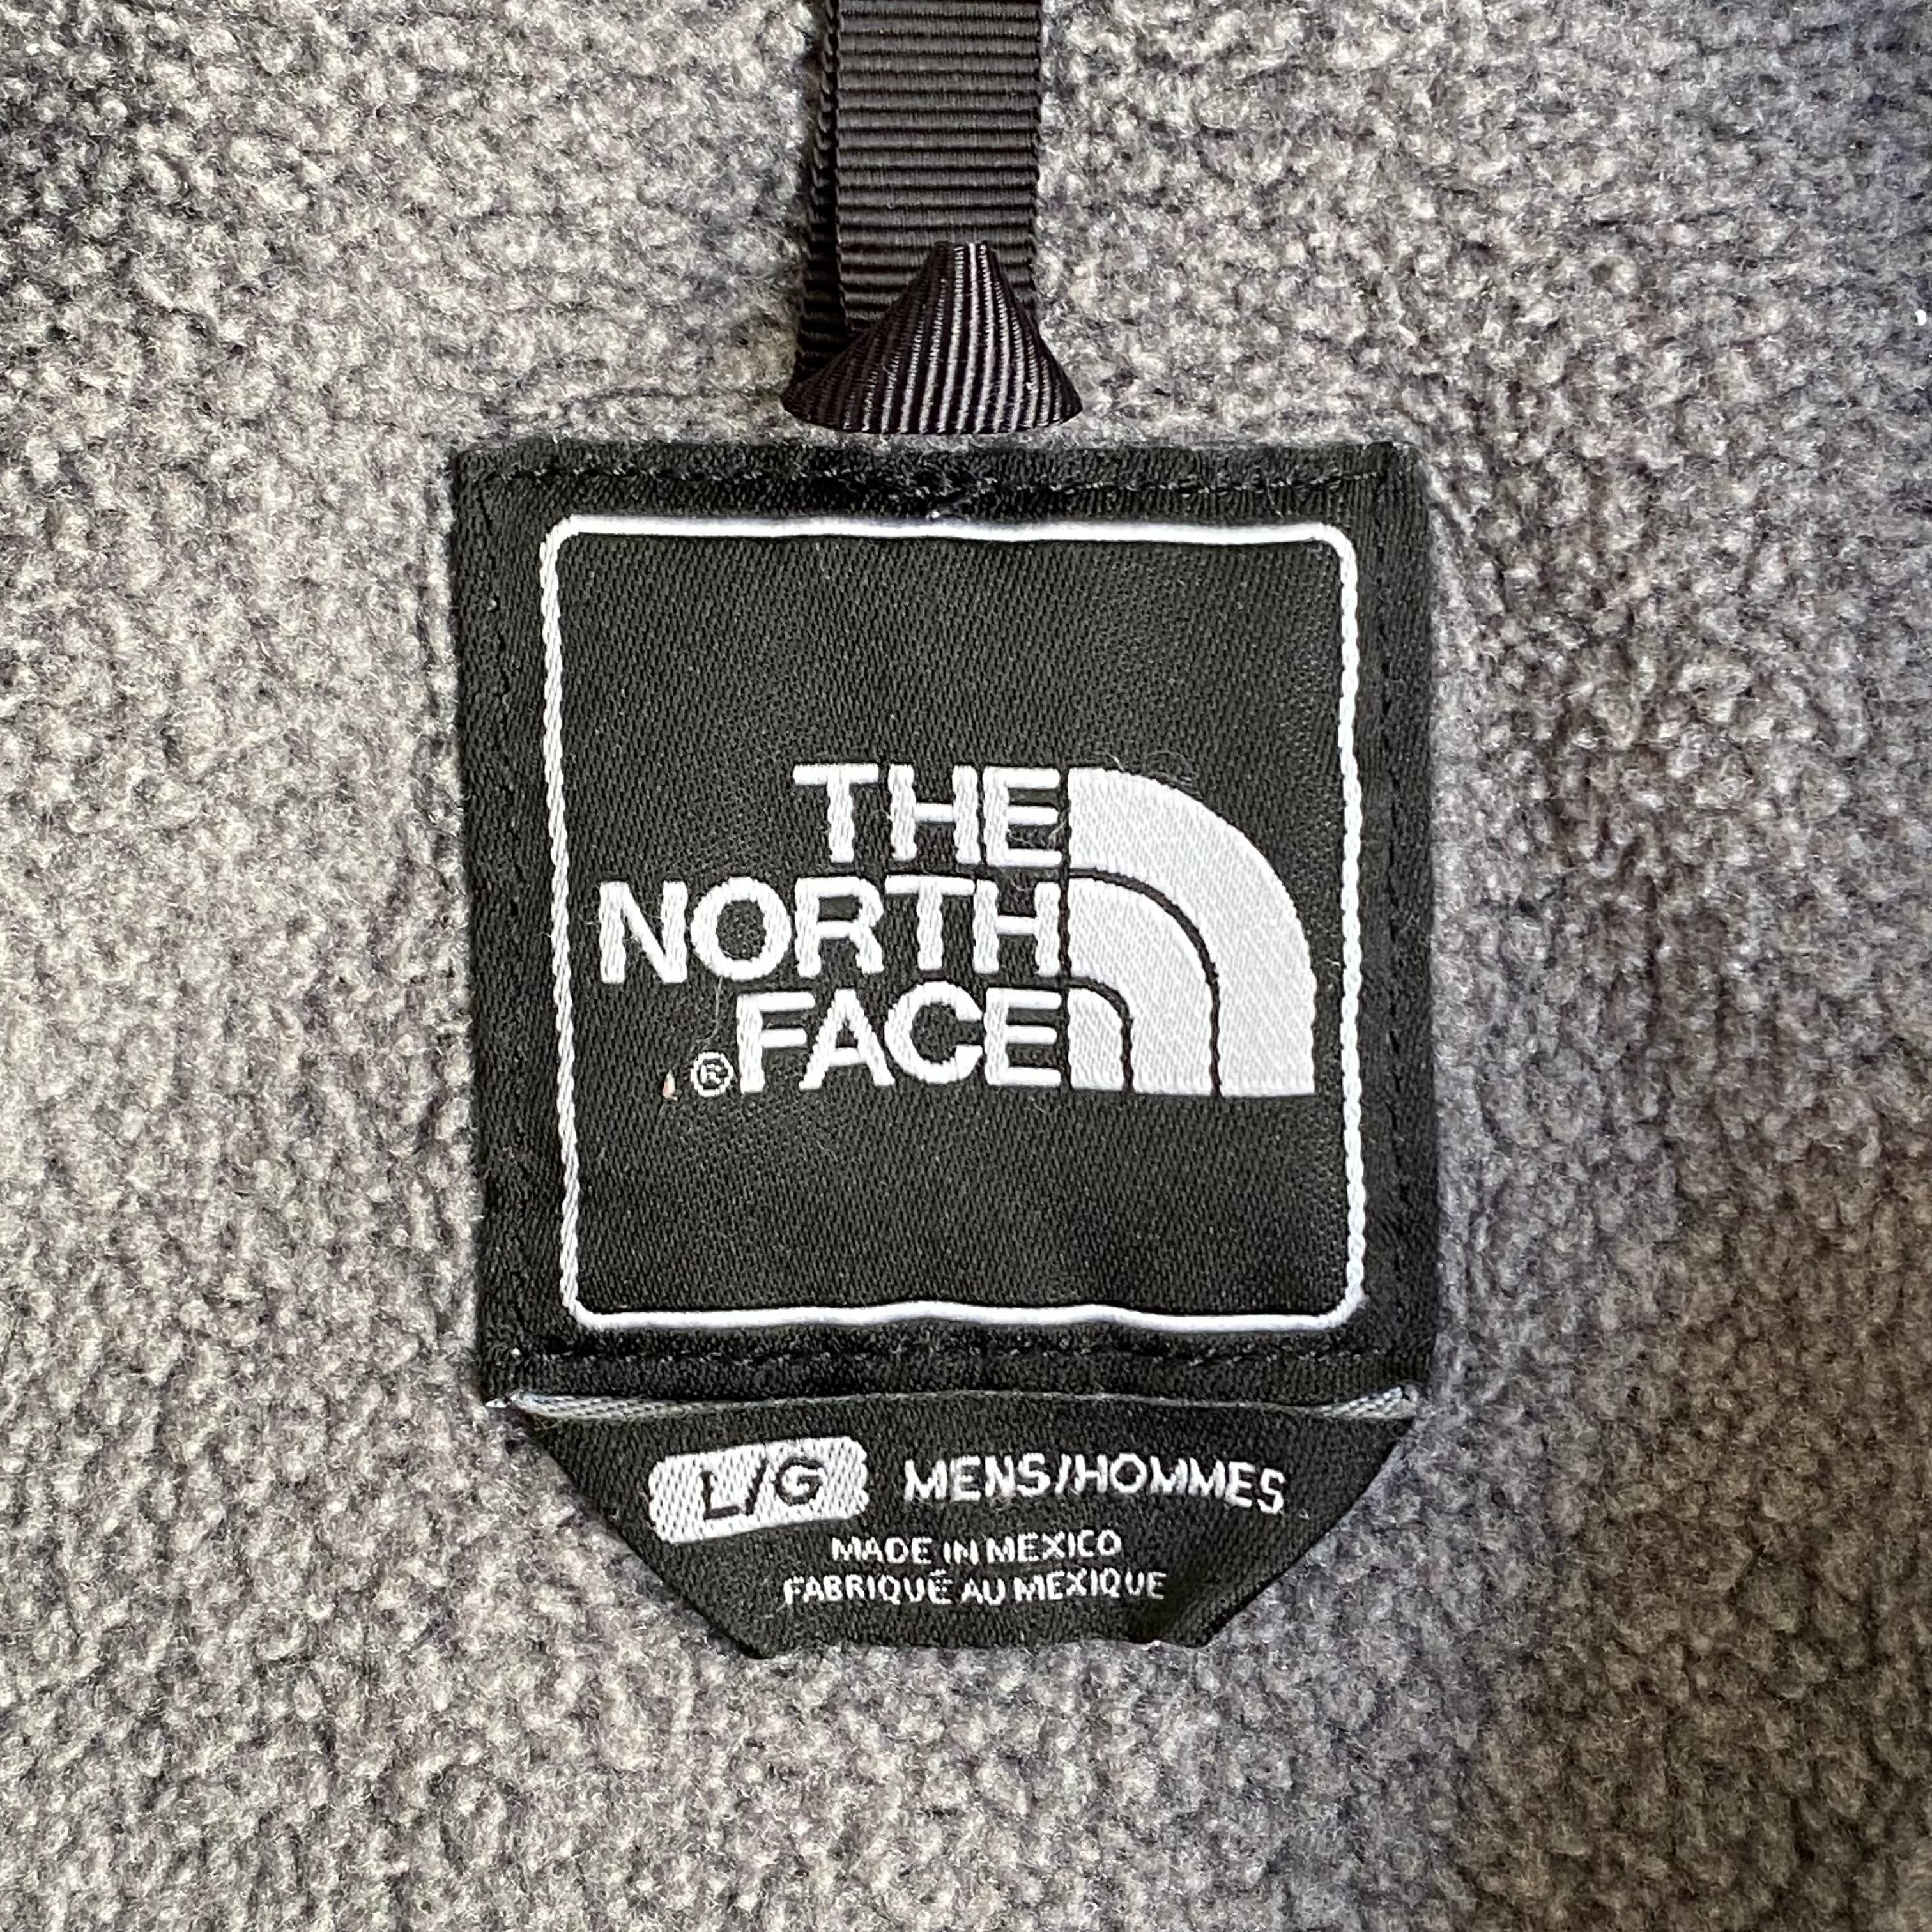 THE
NORTH
®FACE
L/G MENS/HOMMES
MADE IN MEXICO
FABRIQUÉ AU MEXIQUE